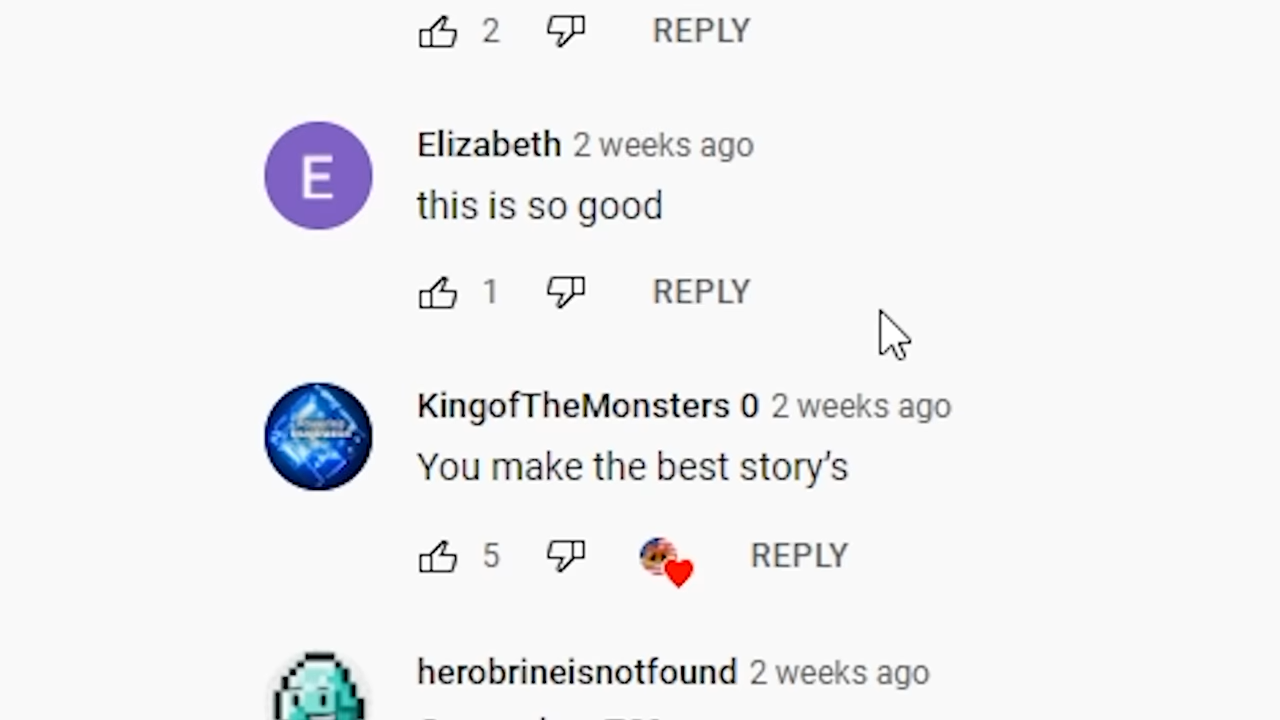 2 REPLY
E
Elizabeth 2 weeks ago
this is so good
1 REPLY
KingofTheMonsters 0 2 weeks ago
You make the best story's
5 REPLY
herobrineisnotfound 2 weeks ago